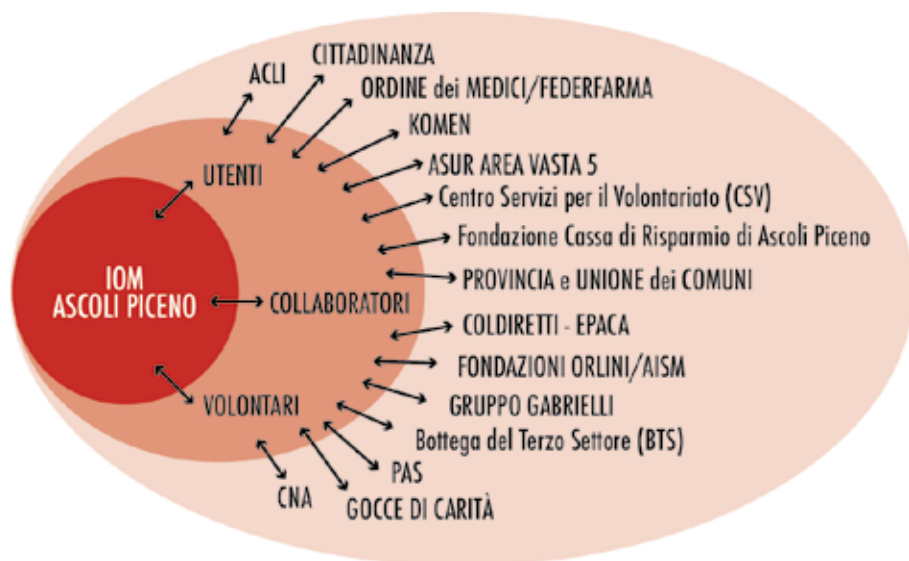 CITTADINANZA
ACLI
ORDINE dei MEDICI/FEDERFARMA
KOMEN
ASUR AREA VASTA 5
UTENTI
Centro Servizi per il Volontariato (CSV)
Fondazione Cassa di Risparmio di Ascoli Piceno
IOM
ASCOLI PICENO
PROVINCIA e UNIONE dei COMUNI
COLLABORATORI
COLDIRETTI - EPACA
FONDAZIONI ORLINI/AISM
VOLONTARI
GRUPPO GABRIELLI
Bottega del Terzo Settore (BTS)
PAS
CNA
GOCCE DI CARITÀ